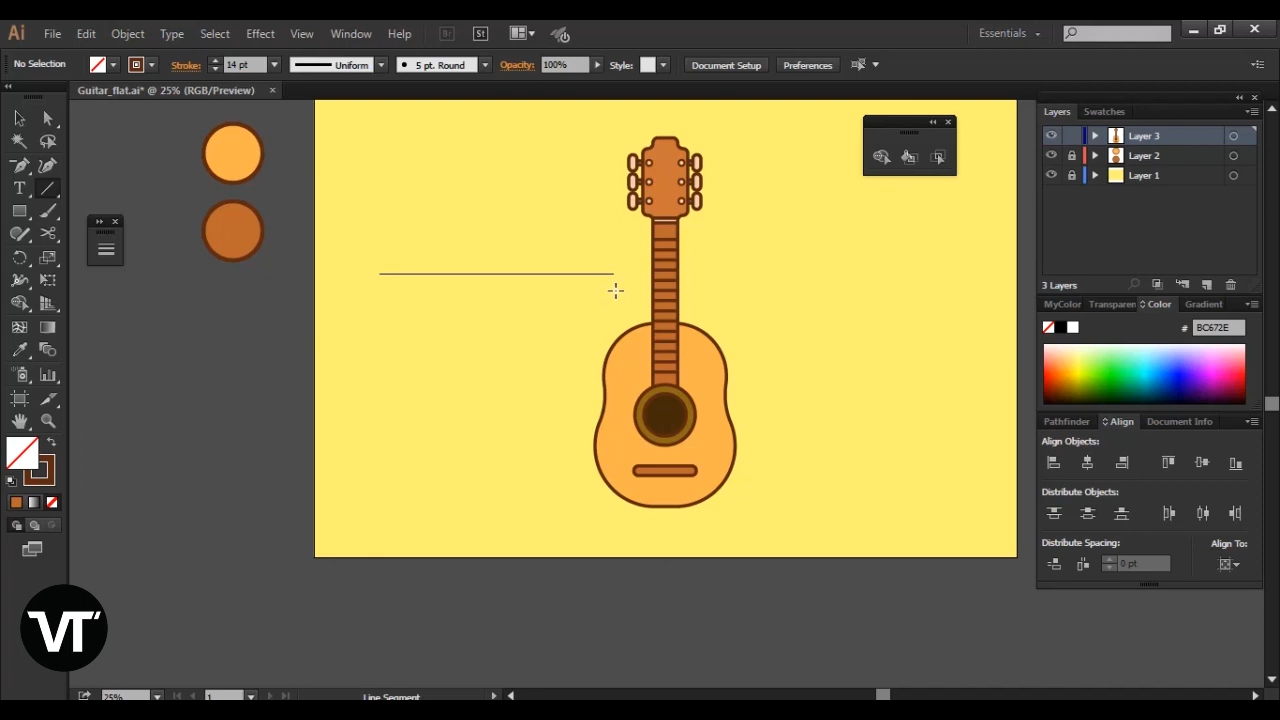 Ai File Edit Object Type Select Effect View Window Help Br St Essentials
No Selection Stroke: 14 pt Uniform 5 pt. Round Opacity: 100% Style: Document Setup Preferences
Guitar_flat.ai* @ 25% (RGB/Preview)
Layers Swatches
Layer 3
Layer 2
Layer 1
3 Layers
MyColor Transparen Color Gradient
# BC672E
Pathfinder Align Document Info
Align Objects:
Distribute Objects:
Distribute Spacing: Align To:
0 pt
VT
25% 1 Line Segment